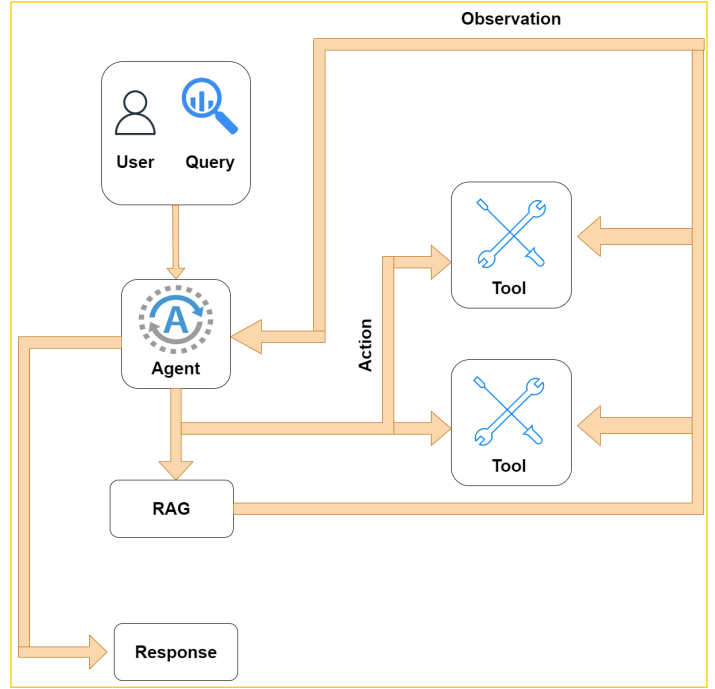 Observation
User
Query
Tool
A
Agent
Action
Tool
RAG
Response